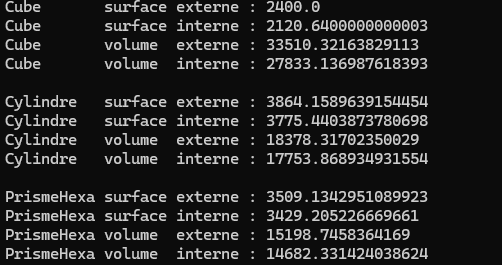 Cube       surface externe : 2400.0
Cube       surface interne : 2120.6400000000003
Cube       volume  externe : 33510.32163829113
Cube       volume  interne : 27833.136987618393

Cylindre   surface externe : 3864.1589639154454
Cylindre   surface interne : 3775.4403873780698
Cylindre   volume  externe : 18378.31702350029
Cylindre   volume  interne : 17753.868934931554

PrismeHexa surface externe : 3509.1342951089923
PrismeHexa surface interne : 3429.205226669661
PrismeHexa volume  externe : 15198.7458364169
PrismeHexa volume  interne : 14682.331424038624